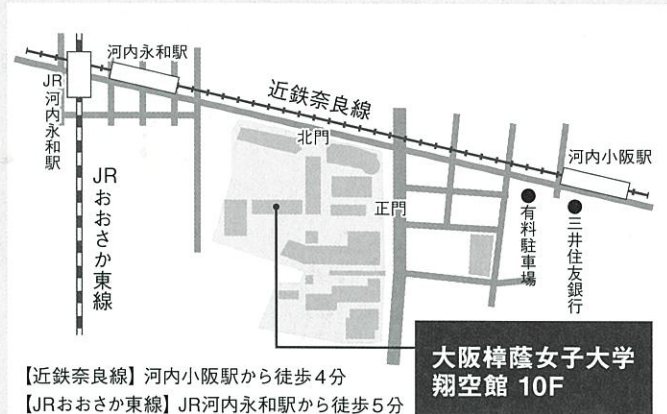 河内永和駅
JR河内永和駅
近鉄奈良線
北門
河内小阪駅
JRおおさか東線
正門
有料駐車場
三井住友銀行
大阪樟蔭女子大学
翔空館 10F
【近鉄奈良線】河内小阪駅から徒歩4分
【JRおおさか東線】JR河内永和駅から徒歩5分